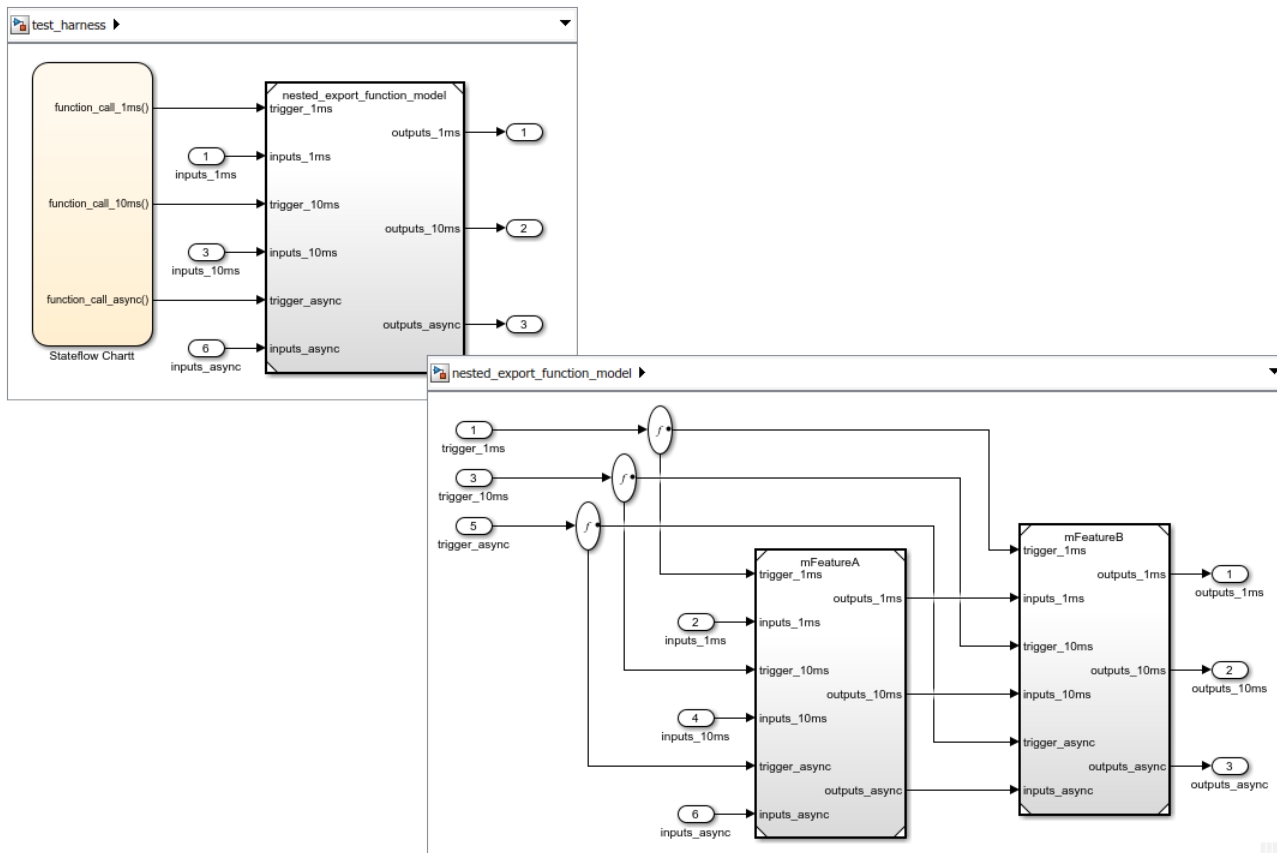 test_harness
nested_export_function_model
function_call_1ms()
trigger_1ms
outputs_1ms
1
1
inputs_1ms
inputs_1ms
function_call_10ms()
trigger_10ms
outputs_10ms
2
3
inputs_10ms
inputs_10ms
function_call_async()
trigger_async
outputs_async
3
6
inputs_async
inputs_async
Stateflow Chartt
nested_export_function_model
1
trigger_1ms
f
3
trigger_10ms
f
5
trigger_async
f
mFeatureA
trigger_1ms
outputs_1ms
2
inputs_1ms
inputs_1ms
trigger_10ms
outputs_10ms
4
inputs_10ms
inputs_10ms
trigger_async
outputs_async
6
inputs_async
inputs_async
mFeatureB
trigger_1ms
outputs_1ms
1
outputs_1ms
inputs_1ms
trigger_10ms
outputs_10ms
2
outputs_10ms
inputs_10ms
trigger_async
outputs_async
3
outputs_async
inputs_async